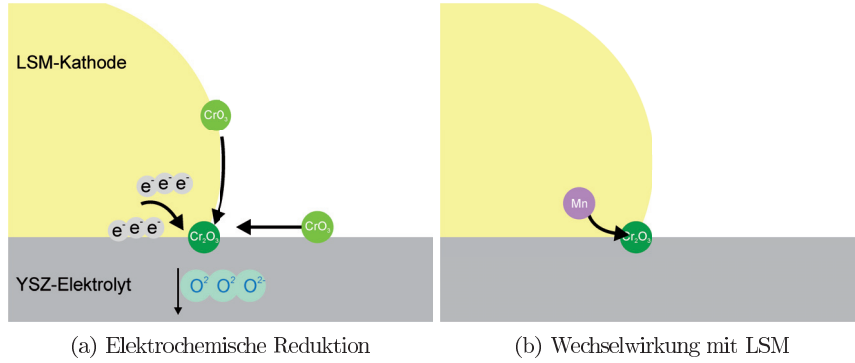 LSM-Kathode
CrO₃
e⁻ e⁻ e⁻
e⁻ e⁻ e⁻
Cr₂O₃
CrO₃
YSZ-Elektrolyt
O² O² O²⁻
(a) Elektrochemische Reduktion
Mn
Cr₂O₃
(b) Wechselwirkung mit LSM